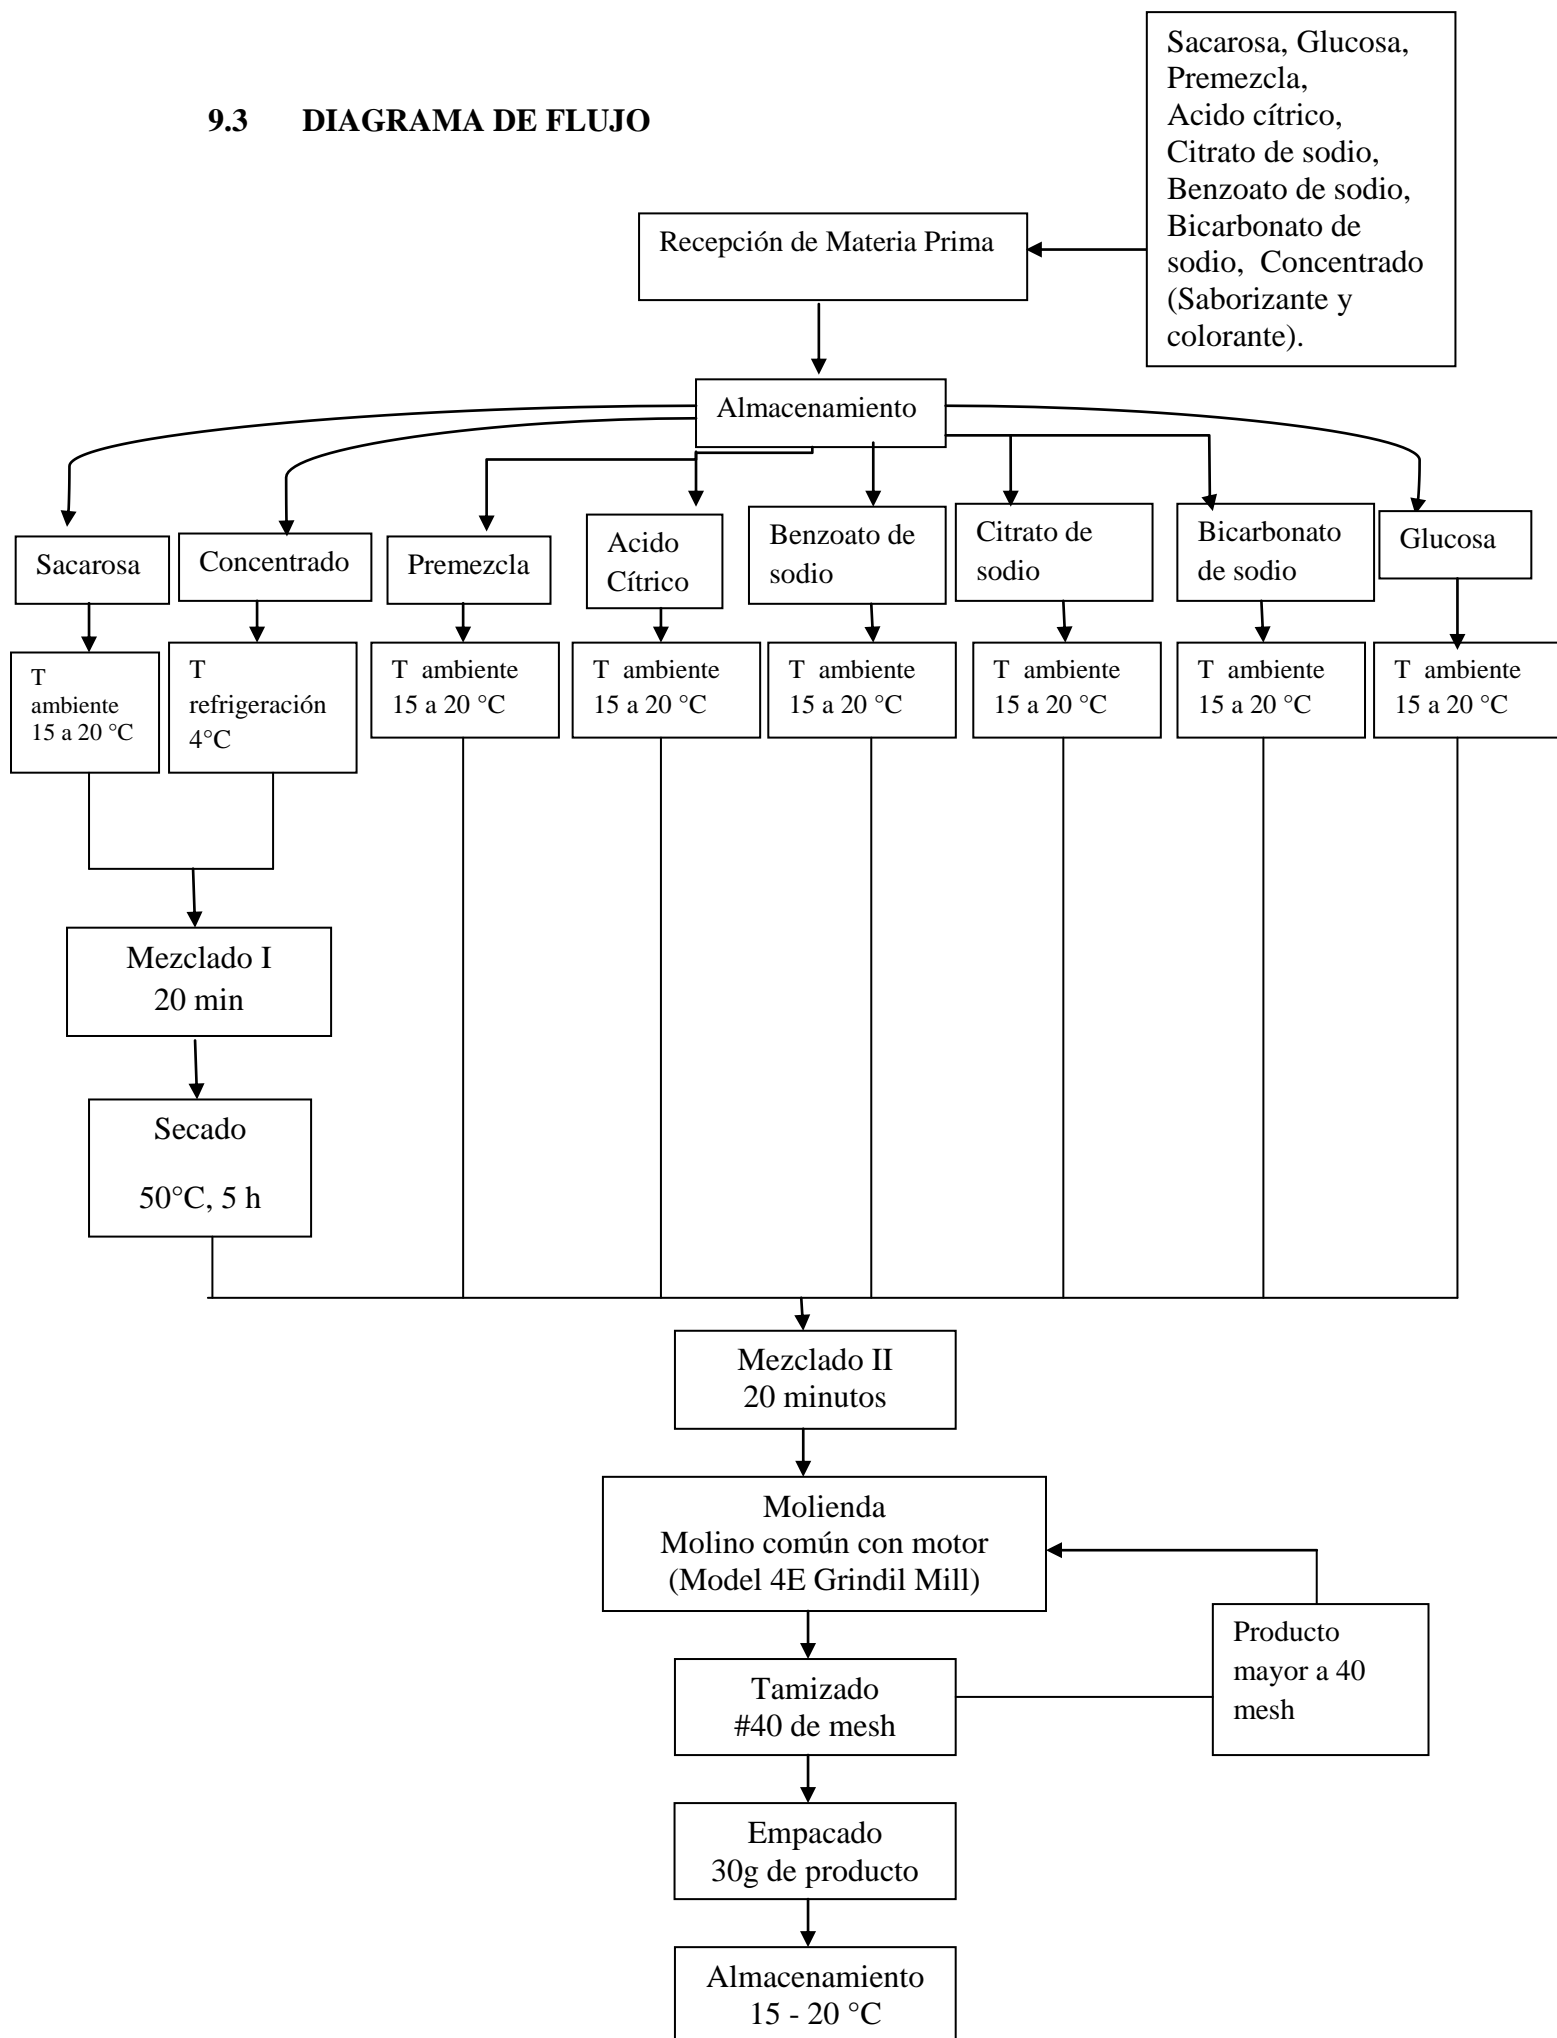 9.3 DIAGRAMA DE FLUJO
Sacarosa, Glucosa,
Premezcla,
Acido cítrico,
Citrato de sodio,
Benzoato de sodio,
Bicarbonato de
sodio, Concentrado
(Saborizante y
colorante).
Recepción de Materia Prima
Almacenamiento
Sacarosa
Concentrado
Premezcla
Acido
Cítrico
Benzoato de
sodio
Citrato de
sodio
Bicarbonato
de sodio
Glucosa
T
ambiente
15 a 20 °C
T
refrigeración
4°C
T ambiente
15 a 20 °C
T ambiente
15 a 20 °C
T ambiente
15 a 20 °C
T ambiente
15 a 20 °C
T ambiente
15 a 20 °C
T ambiente
15 a 20 °C
Mezclado I
20 min
Secado
50°C, 5 h
Mezclado II
20 minutos
Molienda
Molino común con motor
(Model 4E Grindil Mill)
Producto
mayor a 40
mesh
Tamizado
#40 de mesh
Empacado
30g de producto
Almacenamiento
15 - 20 °C